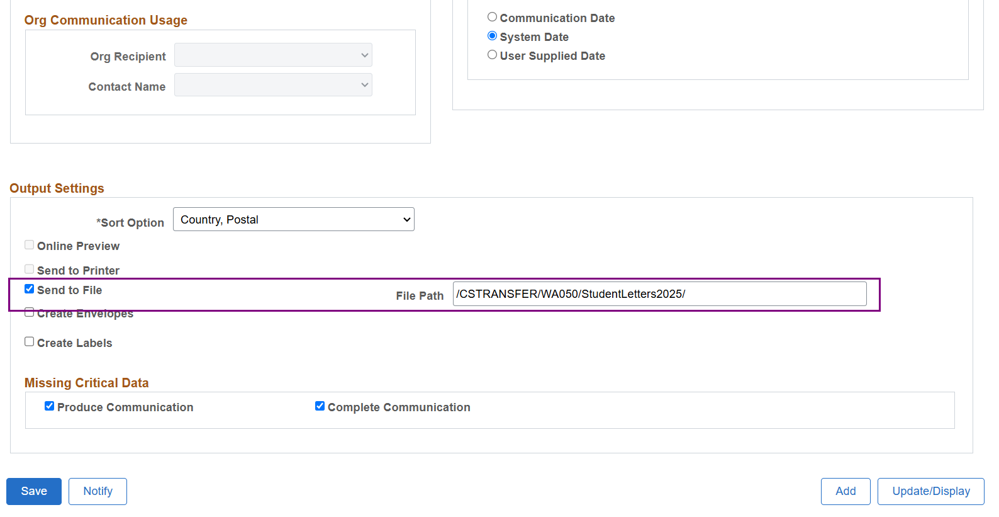 Org Communication Usage
Org Recipient
Contact Name
Communication Date
System Date
User Supplied Date
Output Settings
*Sort Option Country, Postal
Online Preview
Send to Printer
Send to File File Path /CSTRANSFER/WA050/StudentLetters2025/
Create Envelopes
Create Labels
Missing Critical Data
Produce Communication Complete Communication
Save Notify Add Update/Display